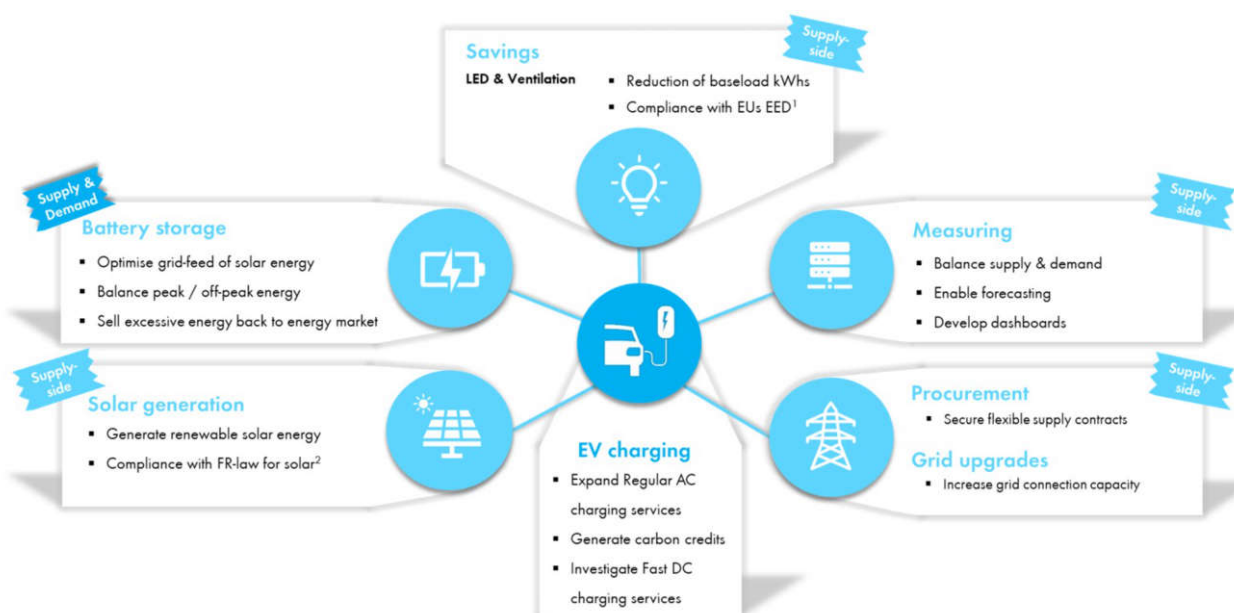 Savings
Supply-
side
LED & Ventilation
▪ Reduction of baseload kWhs
▪ Compliance with EUs EED¹
Supply &
Demand
Battery storage
▪ Optimise grid-feed of solar energy
▪ Balance peak / off-peak energy
▪ Sell excessive energy back to energy market
Supply-
side
Measuring
▪ Balance supply & demand
▪ Enable forecasting
▪ Develop dashboards
Supply-
side
Solar generation
▪ Generate renewable solar energy
▪ Compliance with FR-law for solar²
Supply-
side
Procurement
▪ Secure flexible supply contracts
Grid upgrades
▪ Increase grid connection capacity
EV charging
▪ Expand Regular AC
charging services
▪ Generate carbon credits
▪ Investigate Fast DC
charging services